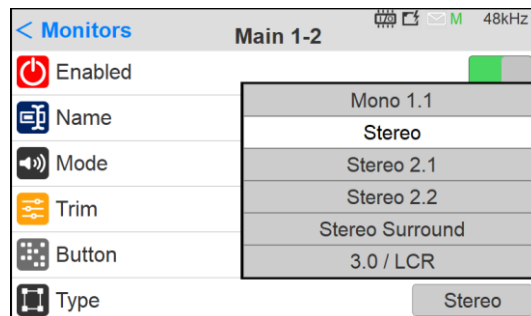 < Monitors
Main 1-2
M 48kHz
Enabled
Name
Mode
Trim
Button
Type
Mono 1.1
Stereo
Stereo 2.1
Stereo 2.2
Stereo Surround
3.0 / LCR
Stereo